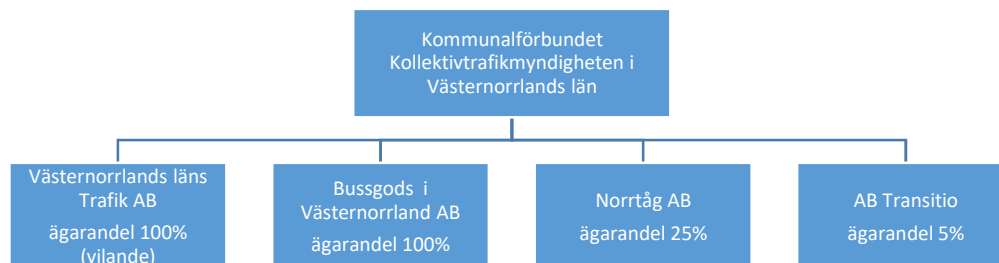 Kommunalförbundet
Kollektivtrafikmyndigheten i
Västernorrlands län
Västernorrlands läns
Trafik AB
ägarandel 100%
(vilande)
Bussgods i
Västernorrland AB
ägarandel 100%
Norrtåg AB
ägarandel 25%
AB Transitio
ägarandel 5%